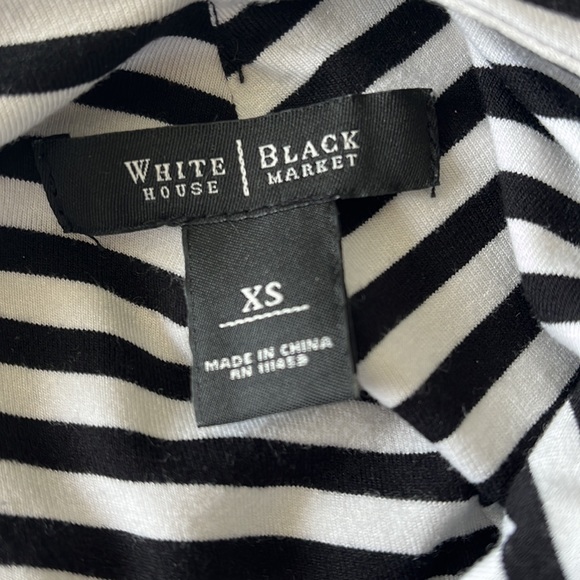 WHITE | BLACK
HOUSE | MARKET
XS
MADE IN CHINA
RN 111459